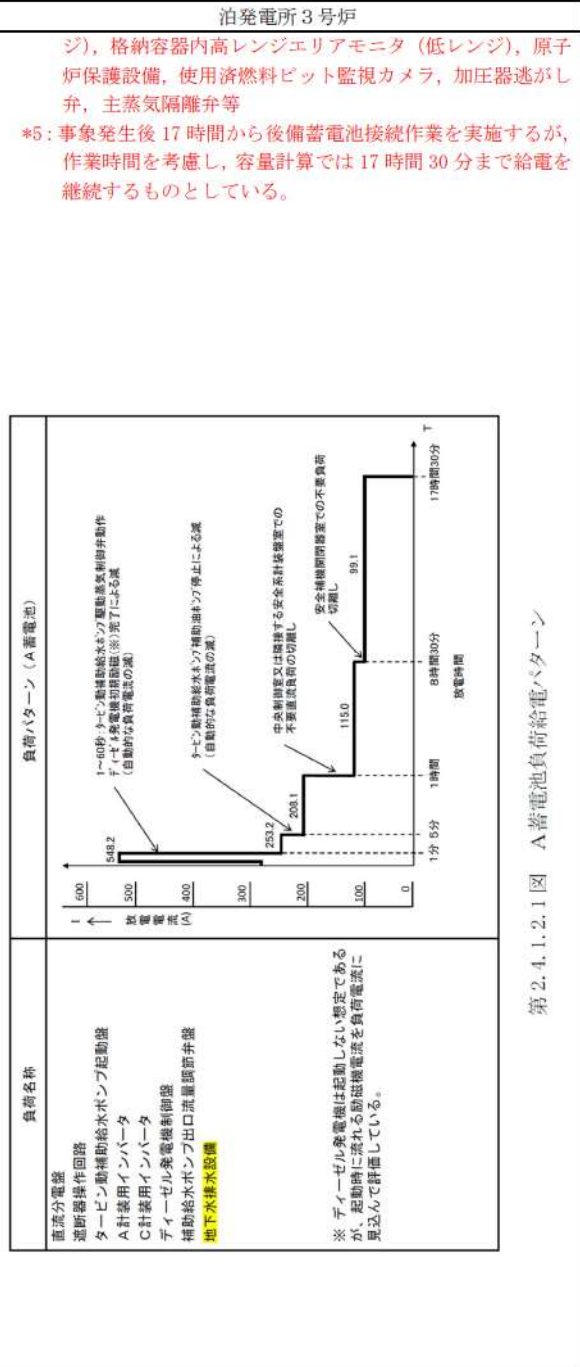 泊発電所3号炉
ジ),格納容器内高レンジエリアモニタ(低レンジ),原子
炉保護設備,使用済燃料ピット監視カメラ,加圧器逃がし
弁,主蒸気隔離弁等
*5:事象発生後17時間から後備蓄電池接続作業を実施するが,
作業時間を考慮し,容量計算では17時間30分まで給電を
継続するものとしている。
負荷名称
直流分電盤
遮断器操作回路
タービン動補助給水ポンプ起動盤
A計装用インバータ
C計装用インバータ
ディーゼル発電機制御盤
補助給水ポンプ出口流量調節弁盤
地下水排水設備
※ ディーゼル発電機は起動しない想定である
が、起動時に流れる励磁機電流を負荷電流に
見込んで評価している。
負荷パターン(A蓄電池)
I
放電電流
(A)
600
500
400
300
200
100
0
548.2
253.2
208.1
115.0
99.1
1~60秒:タービン動補助給水ポンプ駆動蒸気制御弁動作
ディーゼル発電機初期励磁(※)完了による減
(自動的な負荷電流の減)
タービン動補助給水ポンプ補助油ポンプ停止による減
(自動的な負荷電流の減)
中央制御室又は隣接する安全系計装盤室での
不要直流負荷の切離し
安全補機開閉器室での不要負荷
切離し
1分
5分
1時間
8時間30分
17時間30分
T
放電時間
第2.4.1.2.1図 A蓄電池負荷給電パターン